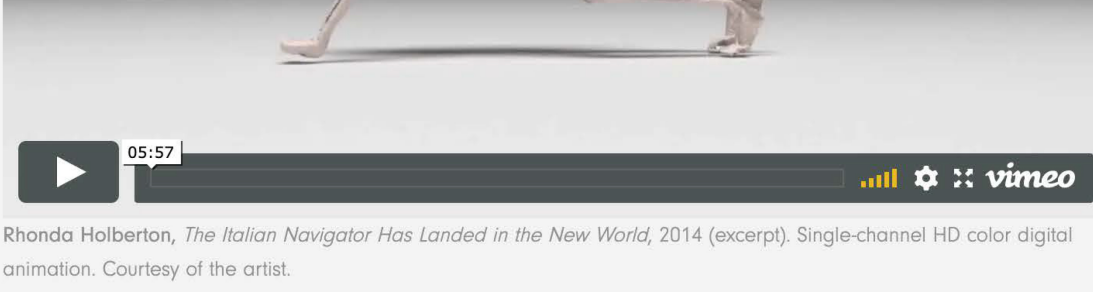 05:57
vimeo
Rhonda Holberton, The Italian Navigator Has Landed in the New World, 2014 (excerpt). Single-channel HD color digital
animation. Courtesy of the artist.